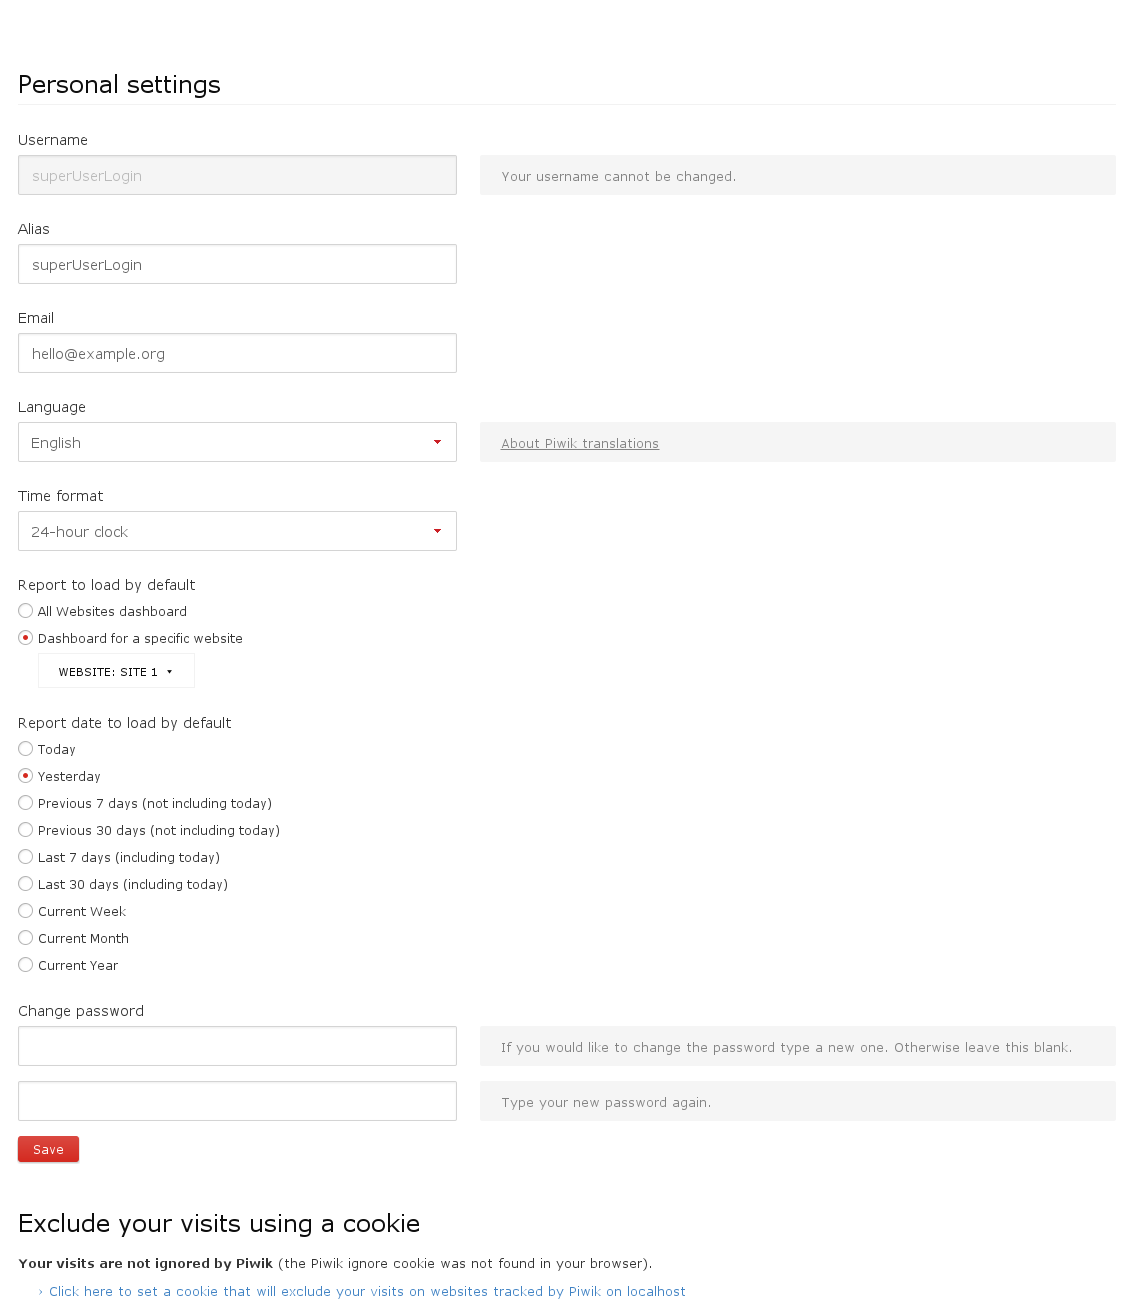 Personal settings
Username
superUserLogin
Your username cannot be changed.
Alias
superUserLogin
Email
hello@example.org
Language
English
About Piwik translations
Time format
24-hour clock
Report to load by default
All Websites dashboard
Dashboard for a specific website
WEBSITE: SITE 1
Report date to load by default
Today
Yesterday
Previous 7 days (not including today)
Previous 30 days (not including today)
Last 7 days (including today)
Last 30 days (including today)
Current Week
Current Month
Current Year
Change password
If you would like to change the password type a new one. Otherwise leave this blank.
Type your new password again.
Save
Exclude your visits using a cookie
Your visits are not ignored by Piwik (the Piwik ignore cookie was not found in your browser).
› Click here to set a cookie that will exclude your visits on websites tracked by Piwik on localhost